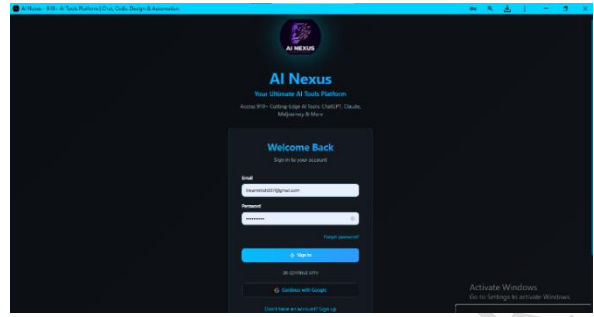 AI Nexus - 910+ AI Tools Platform | Chat, Code, Design & Automation
AI NEXUS
AI Nexus
Your Ultimate AI Tools Platform
Access 910+ Cutting-Edge AI Tools: ChatGPT, Claude,
Midjourney & More
Welcome Back
Sign in to your account
Email
Password
Forgot password?
Sign In
OR CONTINUE WITH
Continue with Google
Don't have an account? Sign up
Activate Windows
Go to Settings to activate Windows.